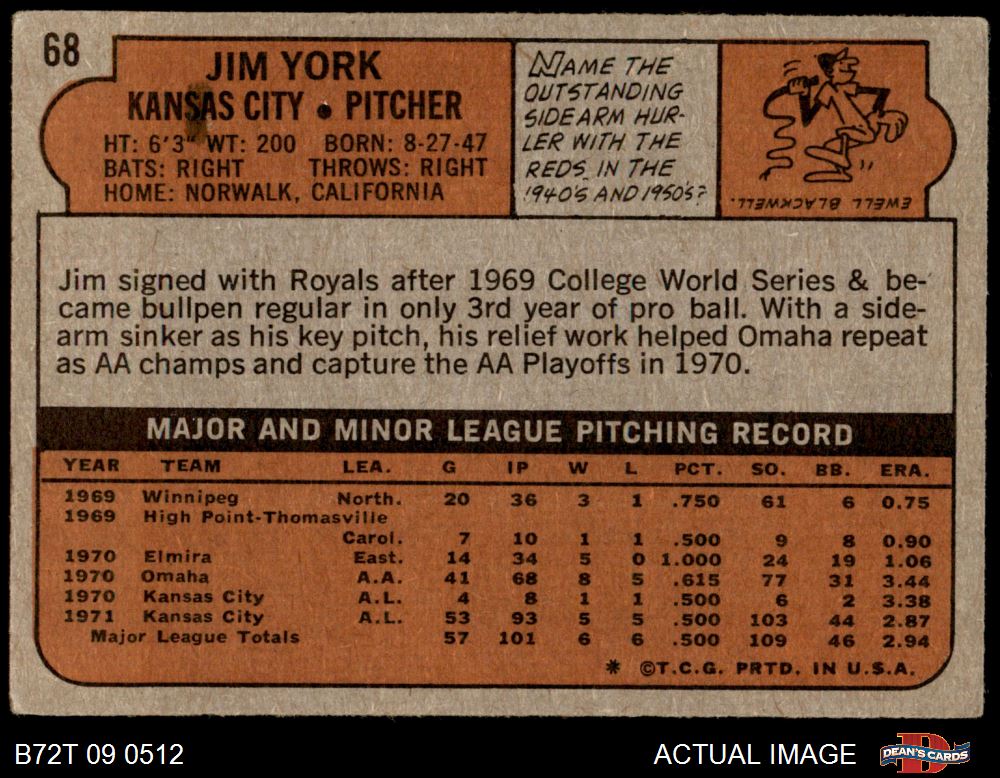 68
JIM YORK
KANSAS CITY • PITCHER
HT: 6'3" WT: 200 BORN: 8-27-47
BATS: RIGHT THROWS: RIGHT
HOME: NORWALK, CALIFORNIA
NAME THE
OUTSTANDING
SIDEARM HUR-
LER WITH THE
REDS IN THE
1940'S AND 1950'S?
EWELL BLACKWELL.
Jim signed with Royals after 1969 College World Series & be-
came bullpen regular in only 3rd year of pro ball. With a side-
arm sinker as his key pitch, his relief work helped Omaha repeat
as AA champs and capture the AA Playoffs in 1970.
MAJOR AND MINOR LEAGUE PITCHING RECORD
YEAR TEAM LEA. G IP W L PCT. SO. BB. ERA.
1969 Winnipeg North. 20 36 3 1 .750 61 6 0.75
1969 High Point-Thomasville
Carol. 7 10 1 1 .500 9 8 0.90
1970 Elmira East. 14 34 5 0 1.000 24 19 1.06
1970 Omaha A.A. 41 68 8 5 .615 77 31 3.44
1970 Kansas City A.L. 4 8 1 1 .500 6 2 3.38
1971 Kansas City A.L. 53 93 5 5 .500 103 44 2.87
Major League Totals 57 101 6 6 .500 109 46 2.94
* ©T.C.G. PRTD. IN U.S.A.
B72T 09 0512
ACTUAL IMAGE
D
DEAN'S CARDS